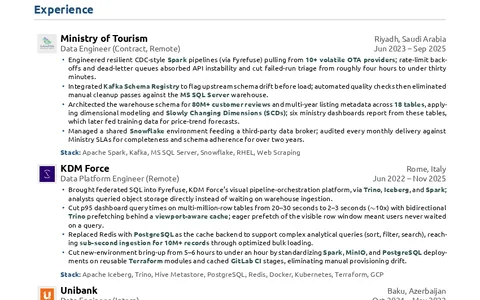 Experience
Ministry of Tourism Riyadh, Saudi Arabia
Data Engineer (Contract, Remote) Jun 2023 – Sep 2025
• Engineered resilient CDC-style Spark pipelines (via Fyrefuse) pulling from 10+ volatile OTA providers; rate-limit back-
offs and dead-letter queues absorbed API instability and cut failed-run triage from roughly four hours to under thirty
minutes.
• Integrated Kafka Schema Registry to flag upstream schema drift before load; automated quality checks then eliminated
manual cleanup passes against the MS SQL Server warehouse.
• Architected the warehouse schema for 80M+ customer reviews and multi-year listing metadata across 18 tables, apply-
ing dimensional modeling and Slowly Changing Dimensions (SCDs); six ministry dashboards report from these tables,
which later fed training data for price-trend forecasts.
• Managed a shared Snowflake environment feeding a third-party data broker; audited every monthly delivery against
Ministry SLAs for completeness and schema adherence for over two years.
Stack: Apache Spark, Kafka, MS SQL Server, Snowflake, RHEL, Web Scraping
KDM Force Rome, Italy
Data Platform Engineer (Remote) Jun 2022 – Nov 2025
• Brought federated SQL into Fyrefuse, KDM Force's visual pipeline-orchestration platform, via Trino, Iceberg, and Spark;
analysts queried object storage directly instead of waiting on warehouse ingestion.
• Cut p95 dashboard query times on multi-million-row tables from 20–30 seconds to 2–3 seconds (~10x) with bidirectional
Trino prefetching behind a viewport-aware cache; eager prefetch of the visible row window meant users never waited
on a query.
• Replaced Redis with PostgreSQL as the cache backend to support complex analytical queries (sort, filter, search), reach-
ing sub-second ingestion for 10M+ records through optimized bulk loading.
• Cut new-environment bring-up from 5–6 hours to under an hour by standardizing Spark, MinIO, and PostgreSQL deploy-
ments on reusable Terraform modules and cached GitLab CI stages, eliminating manual provisioning drift.
Stack: Apache Iceberg, Trino, Hive Metastore, PostgreSQL, Redis, Docker, Kubernetes, Terraform, GCP
Unibank Baku, Azerbaijan